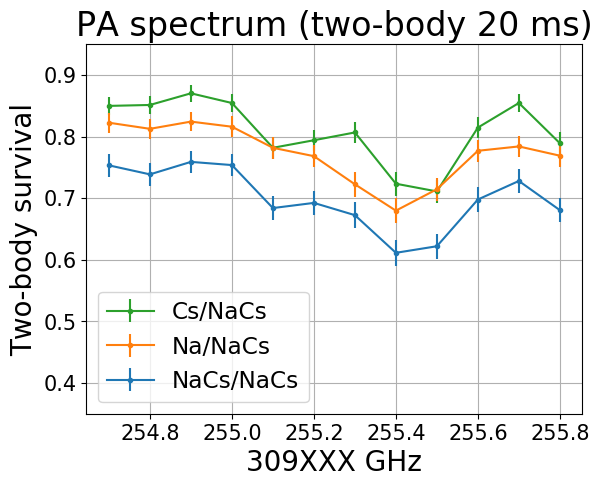 PA spectrum (two-body 20 ms)
Two-body survival
0.9
0.8
0.7
0.6
0.5
0.4
Cs/NaCs
Na/NaCs
NaCs/NaCs
254.8 255.0 255.2 255.4 255.6 255.8
309XXX GHz